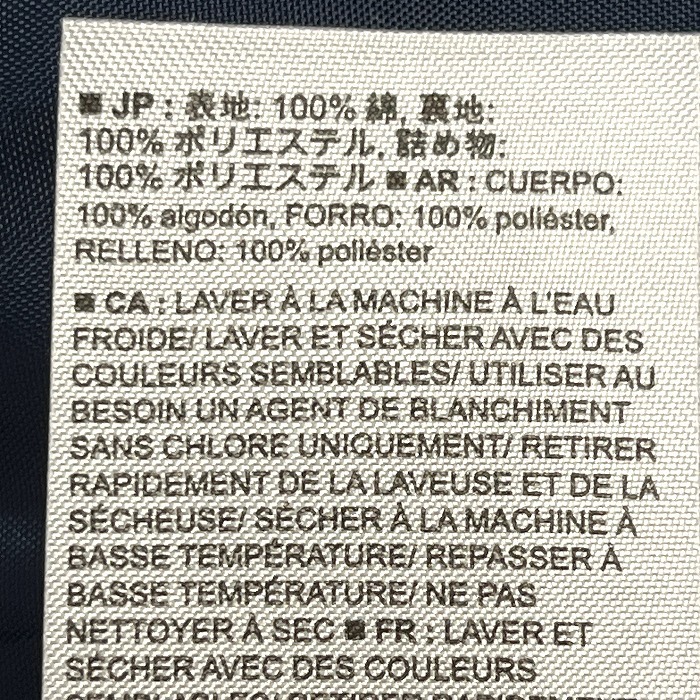 ■ JP : 表地: 100% 綿, 裏地:
100% ポリエステル, 詰め物:
100% ポリエステル ■ AR : CUERPO:
100% algodón, FORRO: 100% poliéster,
RELLENO: 100% poliéster
■ CA : LAVER À LA MACHINE À L'EAU
FROIDE/ LAVER ET SÉCHER AVEC DES
COULEURS SEMBLABLES/ UTILISER AU
BESOIN UN AGENT DE BLANCHIMENT
SANS CHLORE UNIQUEMENT/ RETIRER
RAPIDEMENT DE LA LAVEUSE ET DE LA
SÉCHEUSE/ SÉCHER À LA MACHINE À
BASSE TEMPÉRATURE/ REPASSER À
BASSE TEMPÉRATURE/ NE PAS
NETTOYER À SEC ■ FR : LAVER ET
SÉCHER AVEC DES COULEURS